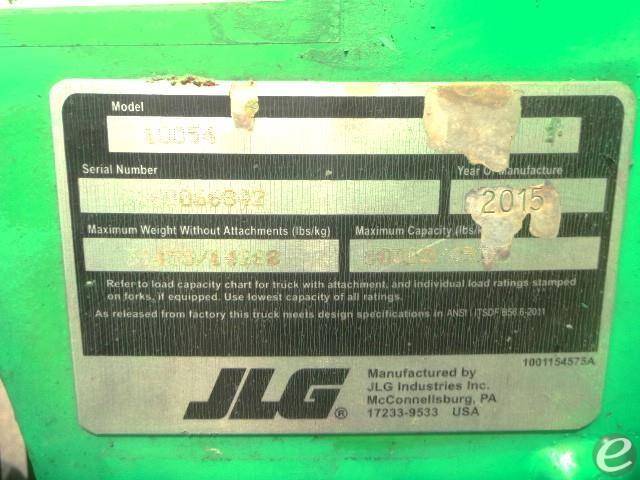 Model
10054
Serial Number
Year Of Manufacture
2015
Maximum Weight Without Attachments (lbs/kg)
Maximum Capacity (lbs/
Refer to load capacity chart for truck with attachment, and individual load ratings stamped
on forks, if equipped. Use lowest capacity of all ratings.
As released from factory this truck meets design specifications in ANSI / ITSDF B56.6-2011
1001154575A
JLG®
Manufactured by
JLG Industries Inc.
McConnellsburg, PA
17233-9533 USA
e